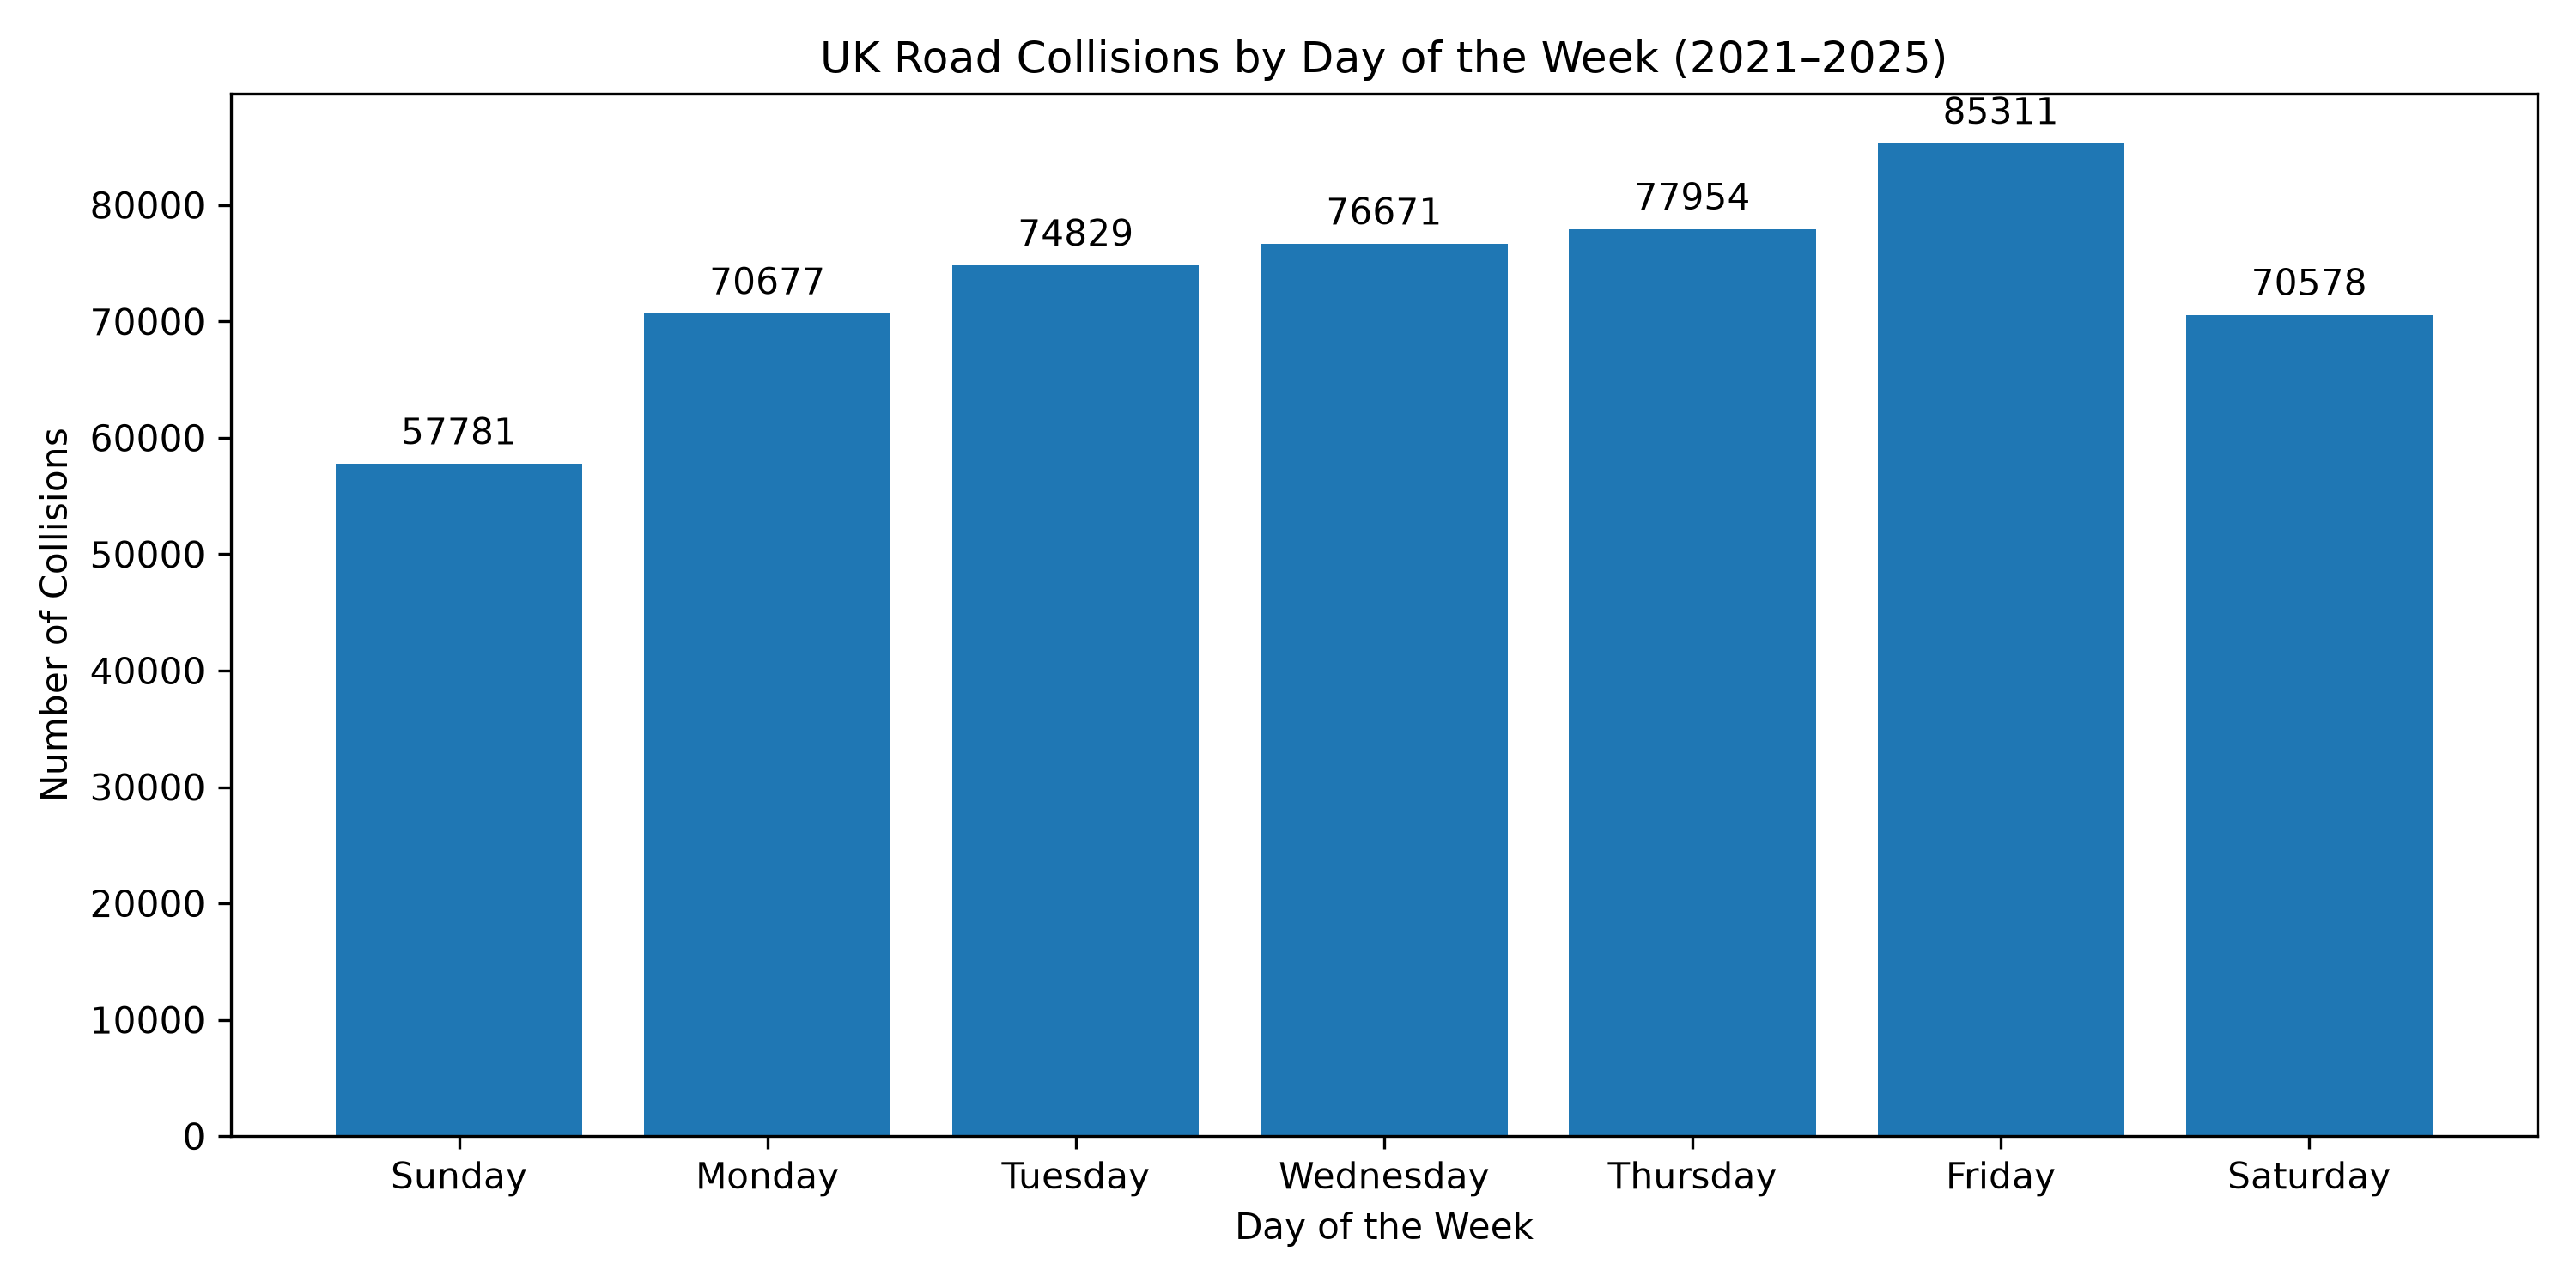 UK Road Collisions by Day of the Week (2021–2025)
Number of Collisions
80000
70000
60000
50000
40000
30000
20000
10000
0
57781
70677
74829
76671
77954
85311
70578
Sunday
Monday
Tuesday
Wednesday
Thursday
Friday
Saturday
Day of the Week